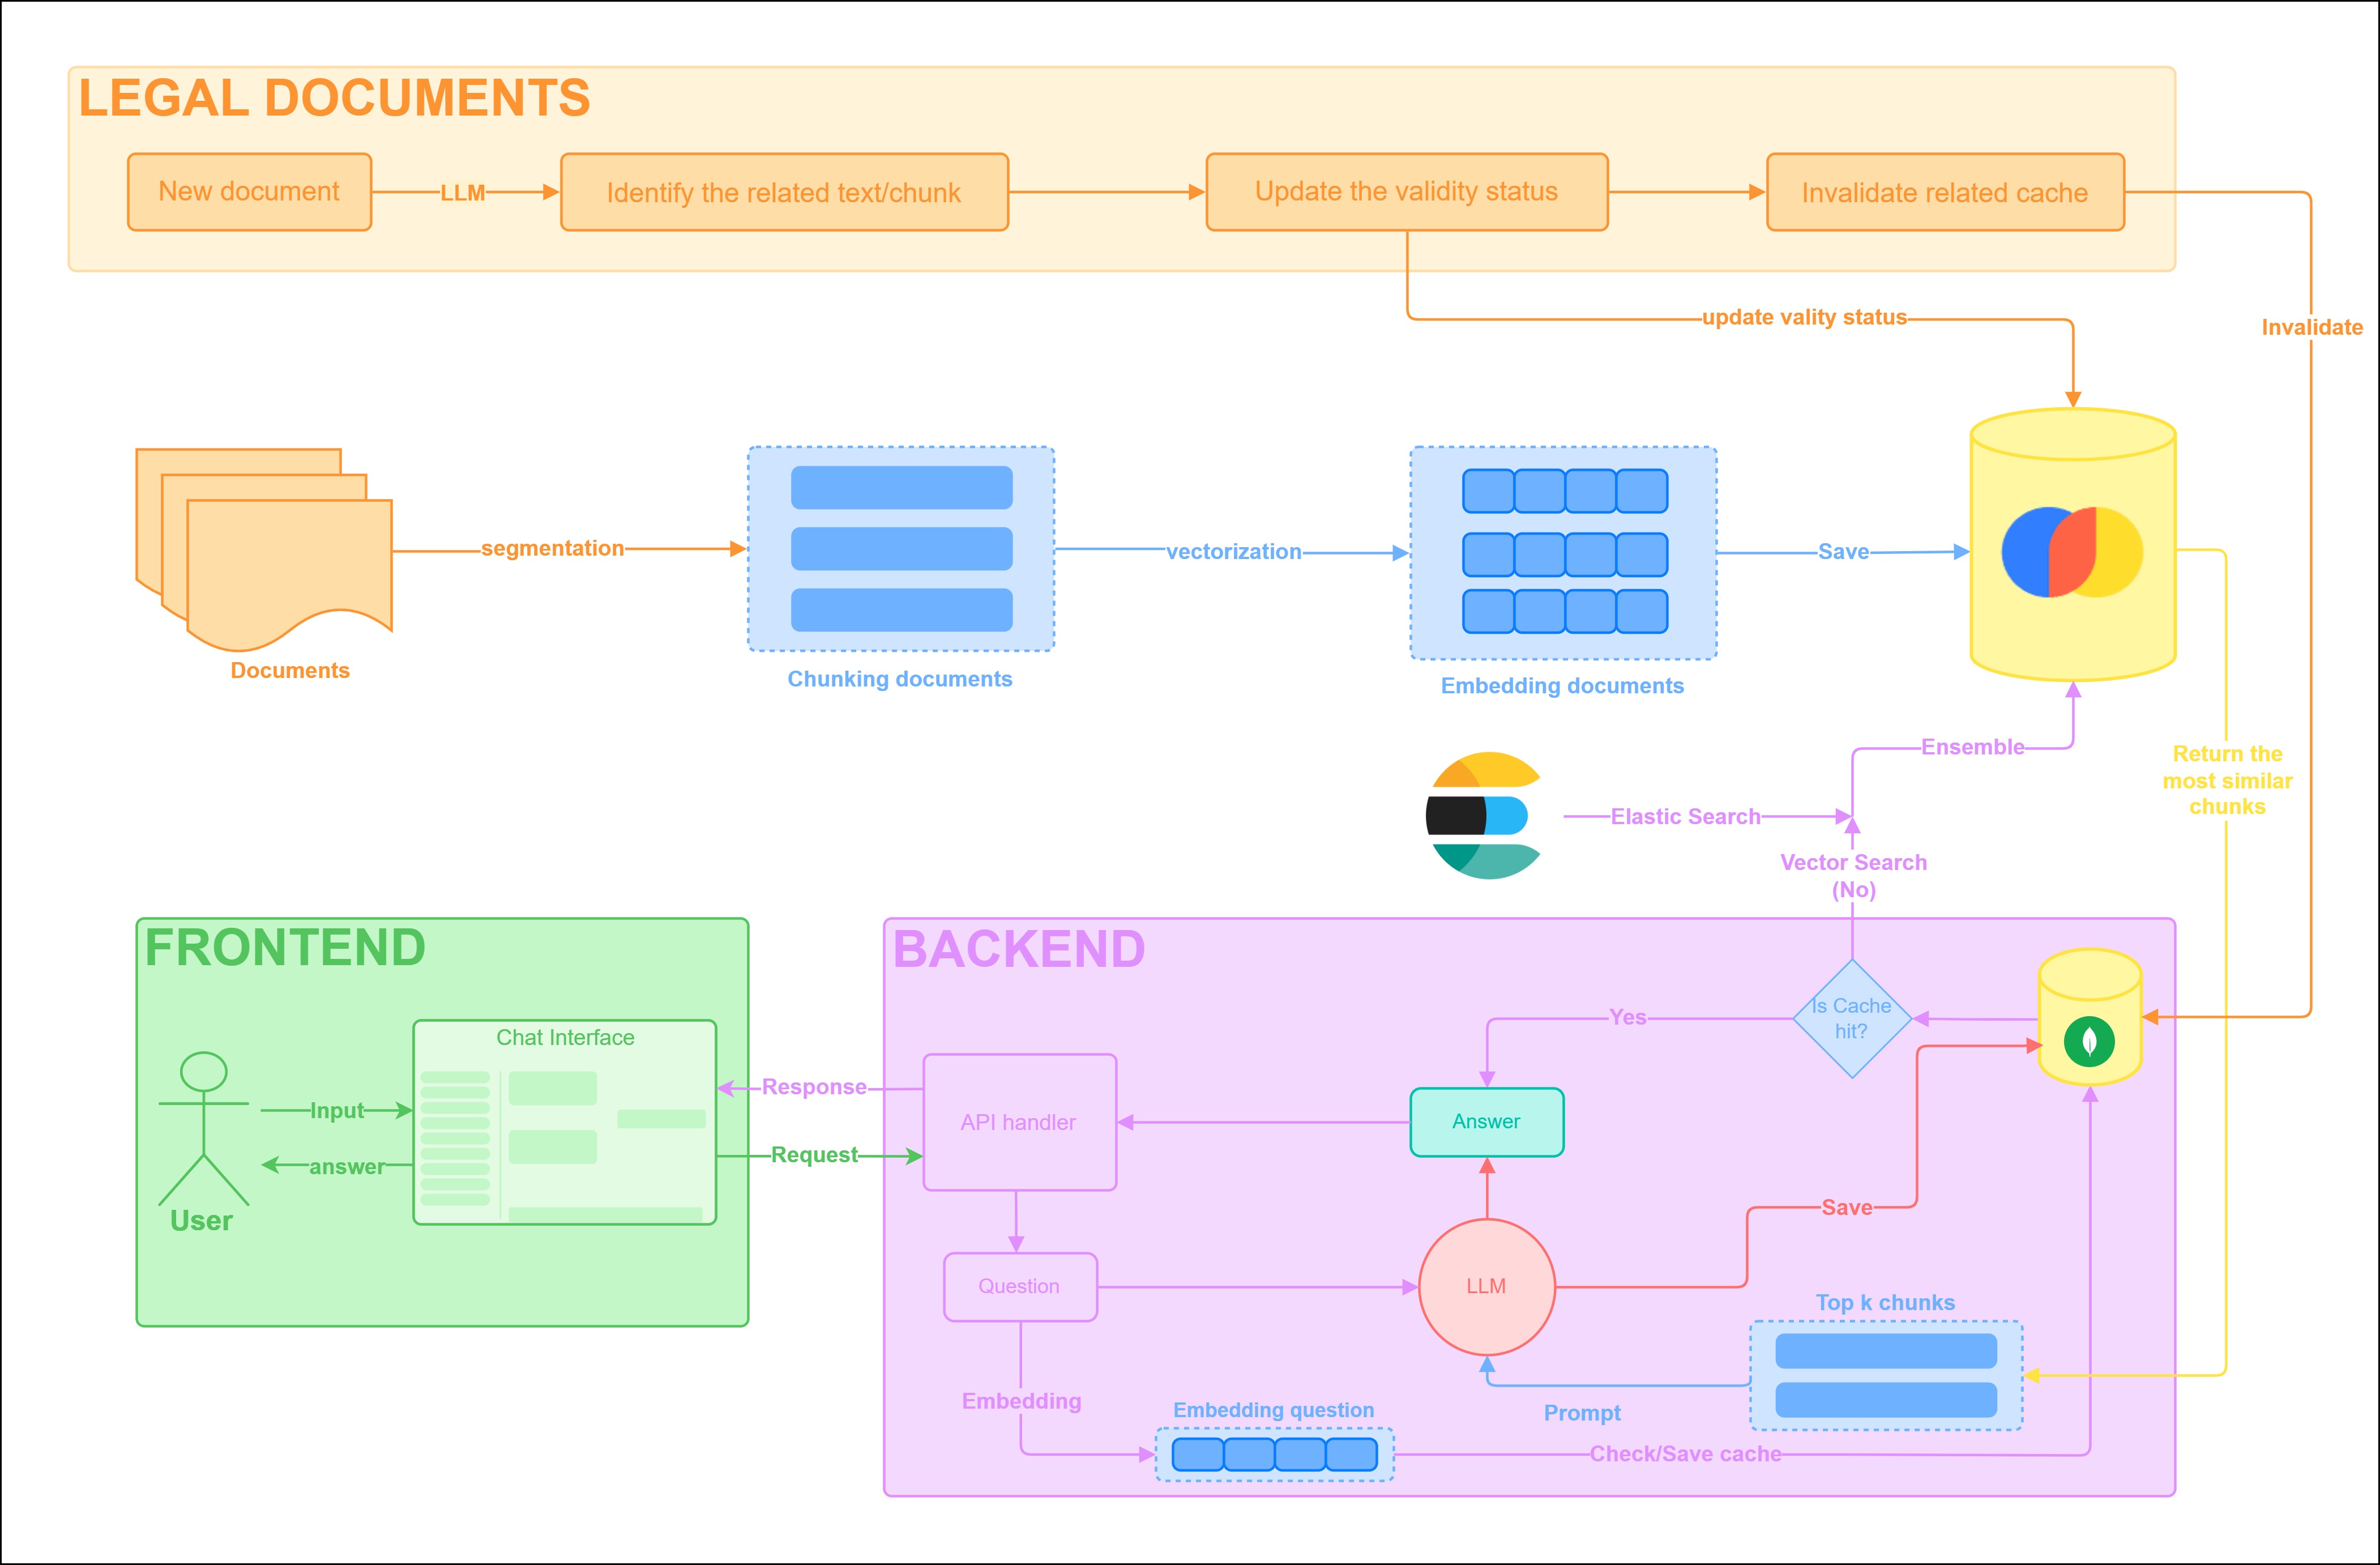 LEGAL DOCUMENTS
New document
LLM
Identify the related text/chunk
Update the validity status
Invalidate related cache
update vality status
Invalidate
segmentation
vectorization
Save
Documents
Chunking documents
Embedding documents
Ensemble
Return the
most similar
chunks
Elastic Search
Vector Search
(No)
FRONTEND
Chat Interface
Input
answer
User
Response
Request
BACKEND
API handler
Yes
Is Cache
hit?
Answer
Save
Question
LLM
Top k chunks
Embedding
Embedding question
Prompt
Check/Save cache